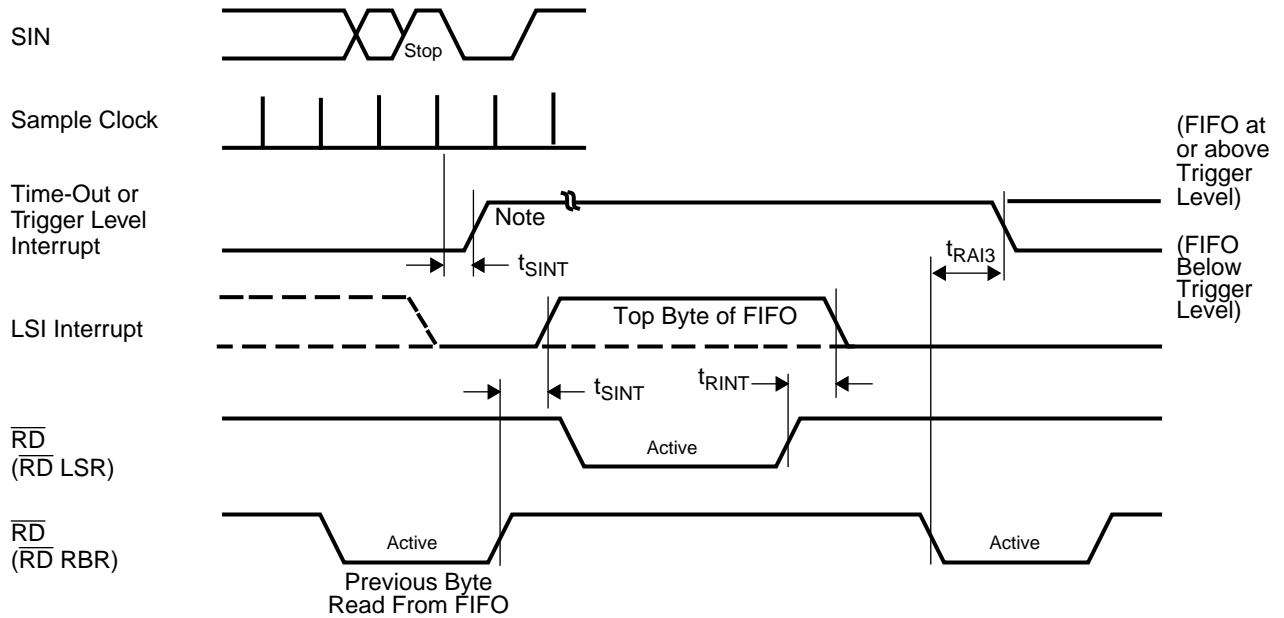 SIN
Stop
Sample Clock
(FIFO at
or above
Trigger
Level)
Time-Out or
Trigger Level
Interrupt
Note
tSINT
tRAI3
(FIFO
Below
Trigger
Level)
LSI Interrupt
Top Byte of FIFO
tSINT
tRINT
RD
(RD LSR)
Active
RD
(RD RBR)
Active
Active
Previous Byte
Read From FIFO